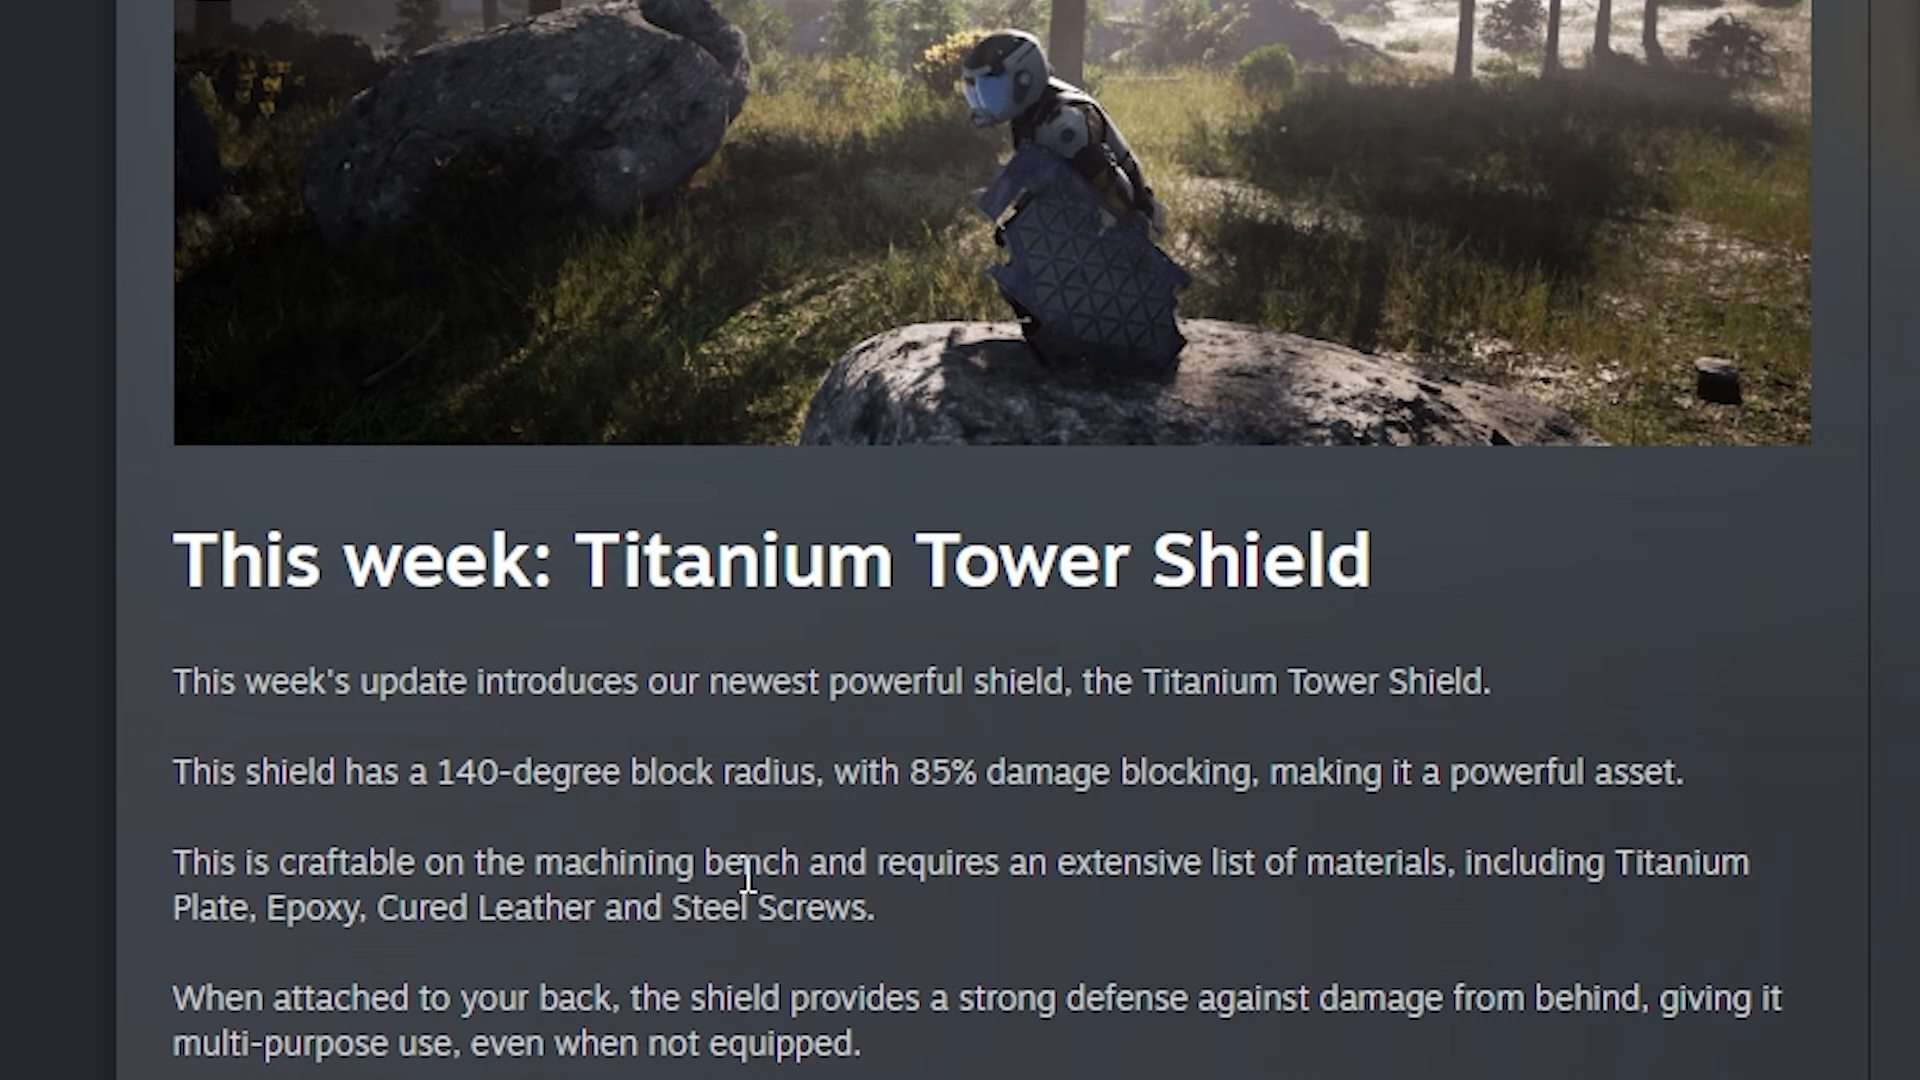 This week: Titanium Tower Shield
This week's update introduces our newest powerful shield, the Titanium Tower Shield.
This shield has a 140-degree block radius, with 85% damage blocking, making it a powerful asset.
This is craftable on the machining bench and requires an extensive list of materials, including Titanium
Plate, Epoxy, Cured Leather and Steel Screws.
When attached to your back, the shield provides a strong defense against damage from behind, giving it
multi-purpose use, even when not equipped.